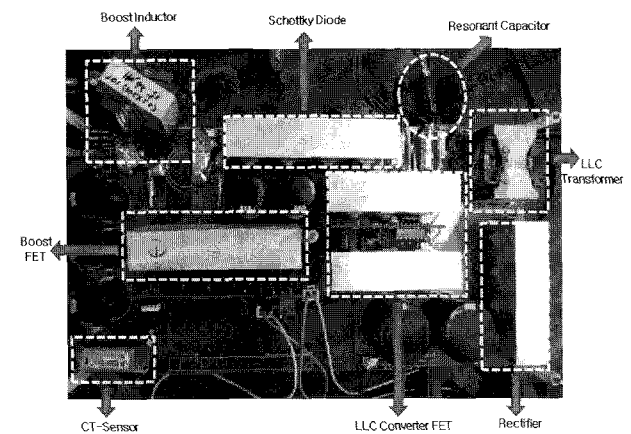 Boost Inductor
Schottky Diode
Resonant Capacitor
LLC
Transformer
Boost
FET
CT-Sensor
LLC Converter FET
Rectifier